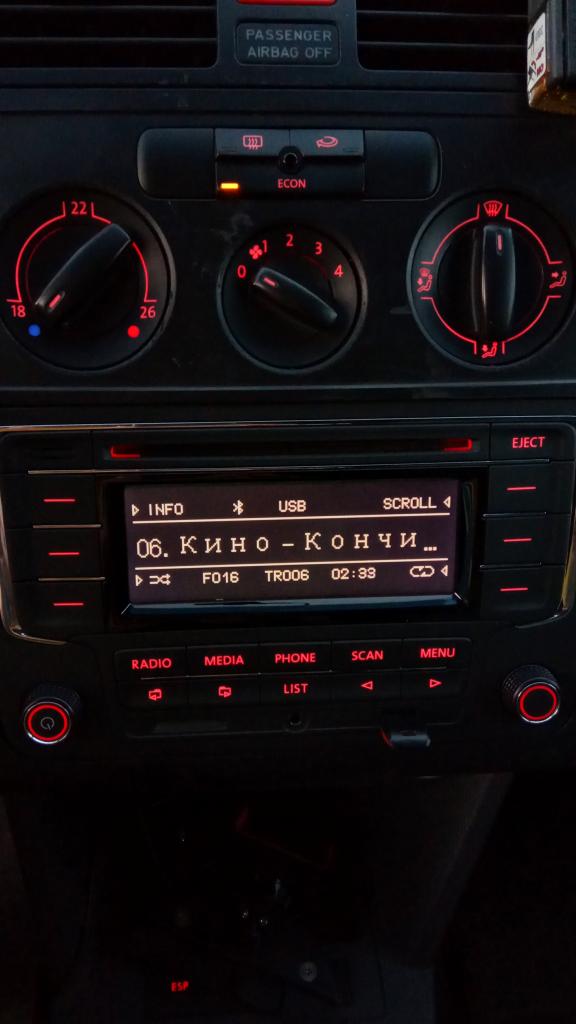 PASSENGER
AIRBAG OFF
ECON
22
18
26
0 1 2 3 4
EJECT
INFO USB SCROLL
06. Кино - Кончи...
F016 TR006 02:33
RADIO MEDIA PHONE SCAN MENU
LIST
ESP